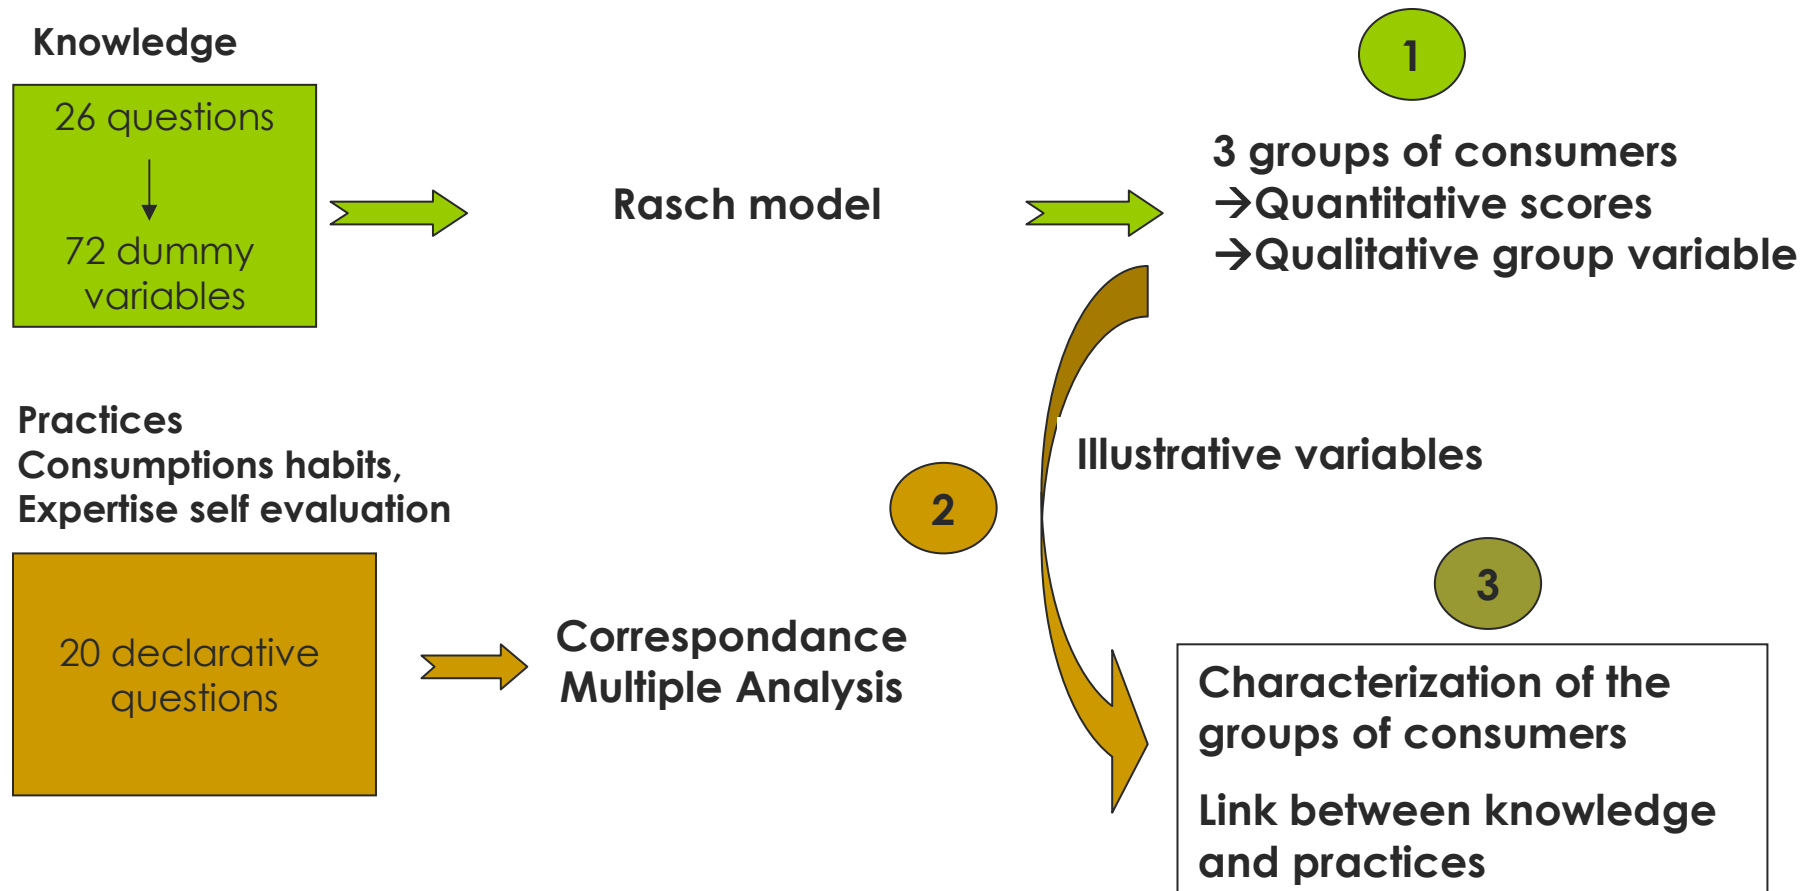 Knowledge
26 questions
72 dummy
variables
Rasch model
1
3 groups of consumers
→Quantitative scores
→Qualitative group variable
Practices
Consumptions habits,
Expertise self evaluation
20 declarative
questions
Correspondance
Multiple Analysis
2
Illustrative variables
3
Characterization of the
groups of consumers
Link between knowledge
and practices